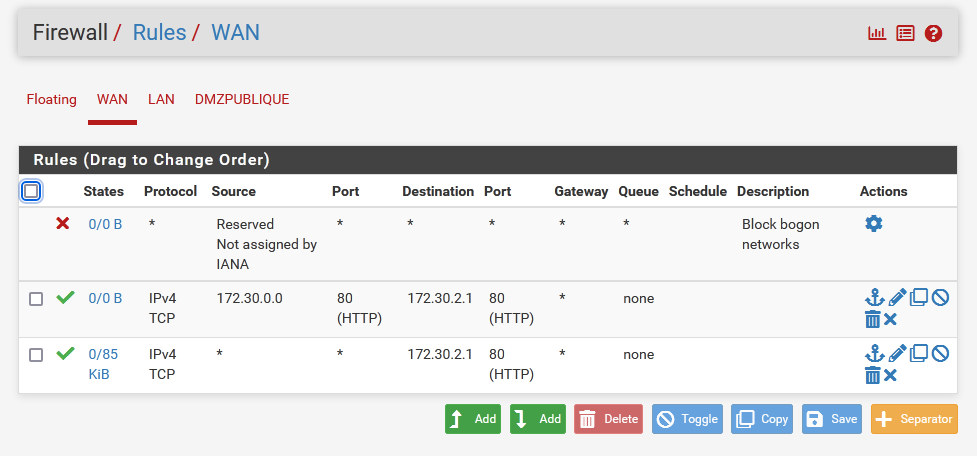 Firewall / Rules / WAN
Floating WAN LAN DMZPUBLIQUE
Rules (Drag to Change Order)
States Protocol Source Port Destination Port Gateway Queue Schedule Description Actions
0/0 B * Reserved * * * * * Block bogon
Not assigned by networks
IANA
0/0 B IPv4 172.30.0.0 80 172.30.2.1 80 * none
TCP (HTTP) (HTTP)
0/85 IPv4 * * 172.30.2.1 80 * none
KiB TCP (HTTP)
Add Add Delete Toggle Copy Save Separator